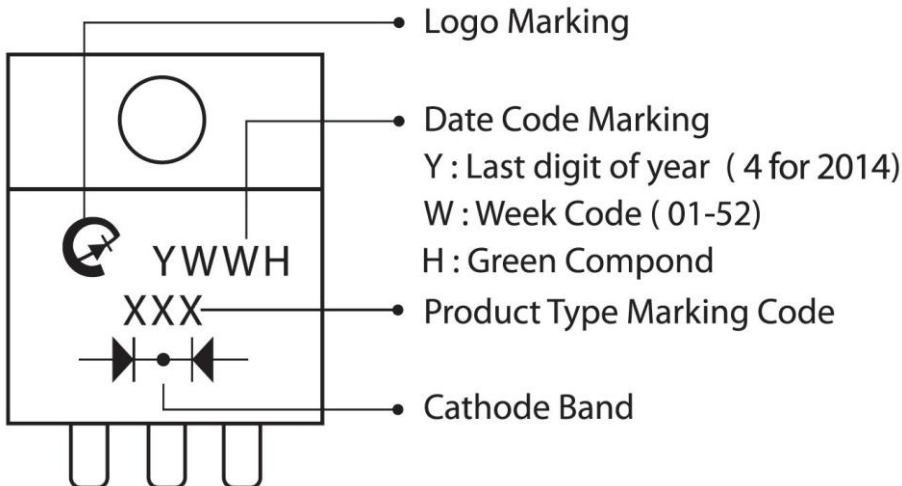 Logo Marking
Date Code Marking
Y : Last digit of year ( 4 for 2014)
W : Week Code ( 01-52)
H : Green Compond
YWWH
XXX
Product Type Marking Code
Cathode Band